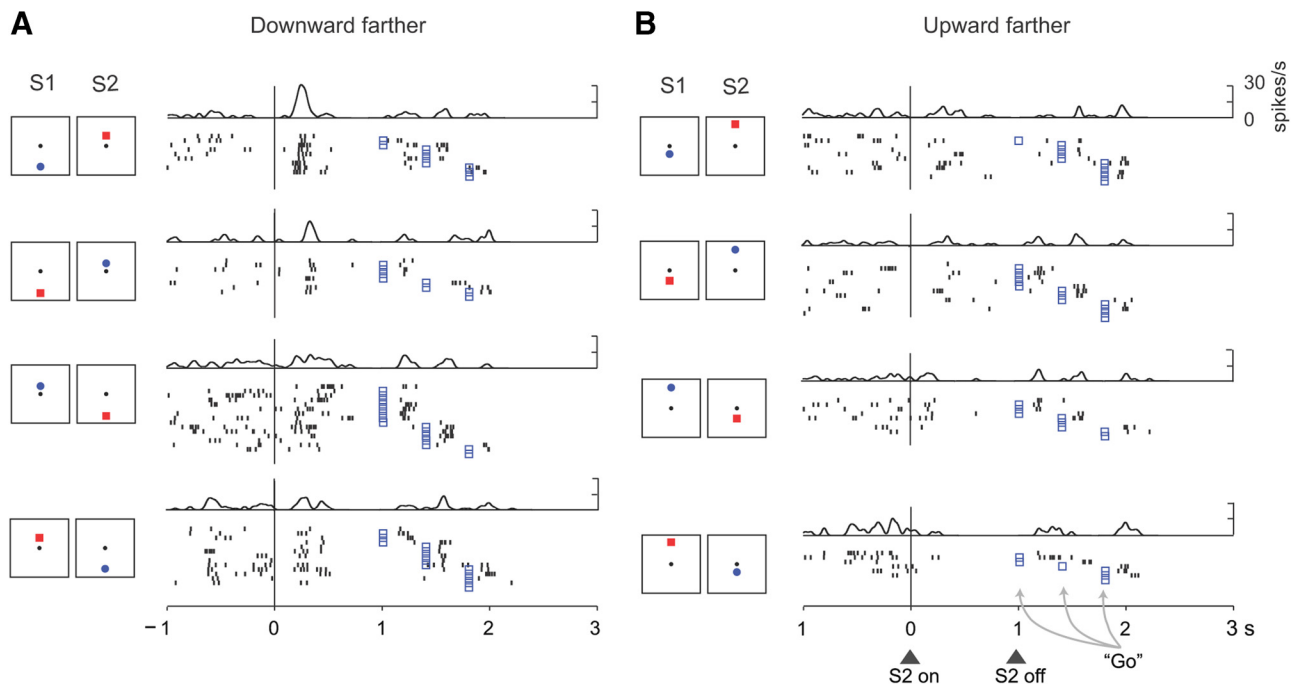 A
Downward farther
B
Upward farther
S1 S2
S1 S2
30
0
spikes/s
−1 0 1 2 3
1 0 1 2 3 s
S2 on
S2 off
“Go”